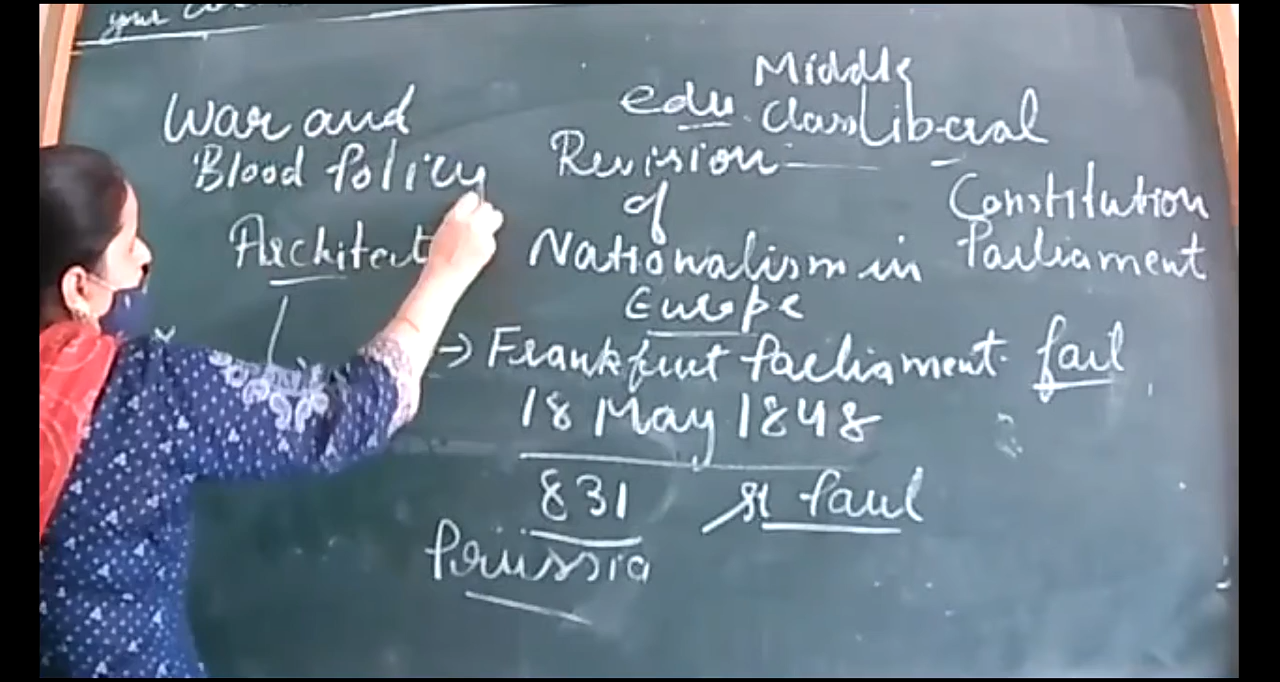 your
War and
Blood Policy
Architect
Middle
edu. Class Liberal
Revision
of
Nationalism in
Europe
Constitution
Parliament
→ Frankfurt Parliament fail
18 May 1848
831 St Paul
Prussia